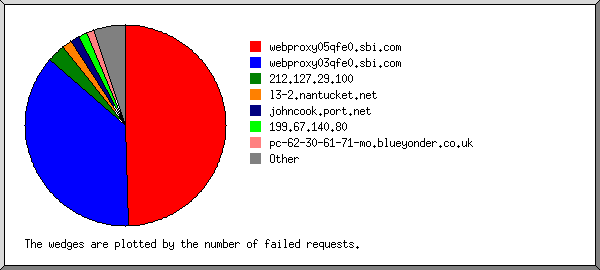 webproxy05qfe0.sbi.com
webproxy03qfe0.sbi.com
212.127.29.100
l3-2.nantucket.net
johncook.port.net
199.67.140.80
pc-62-30-61-71-mo.blueyonder.co.uk
Other
The wedges are plotted by the number of failed requests.